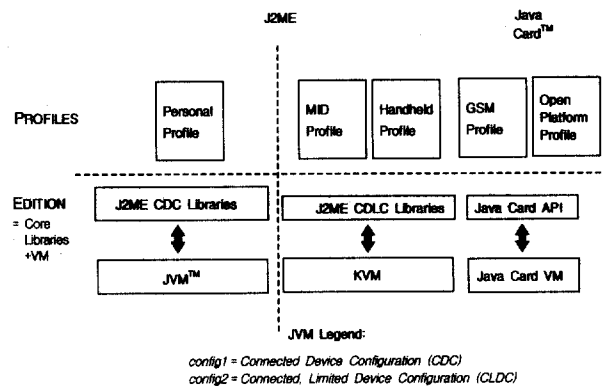 J2ME
Java
Card™
PROFILES
Personal
Profile
MID
Profile
Handheld
Profile
GSM
Profile
Open
Platform
Profile
EDITION
= Core
Libraries
+VM
J2ME CDC Libraries
J2ME CDLC Libraries
Java Card API
JVM™
KVM
Java Card VM
JVM Legend:
config1 = Connected Device Configuration (CDC)
config2 = Connected, Limited Device Configuration (CLDC)